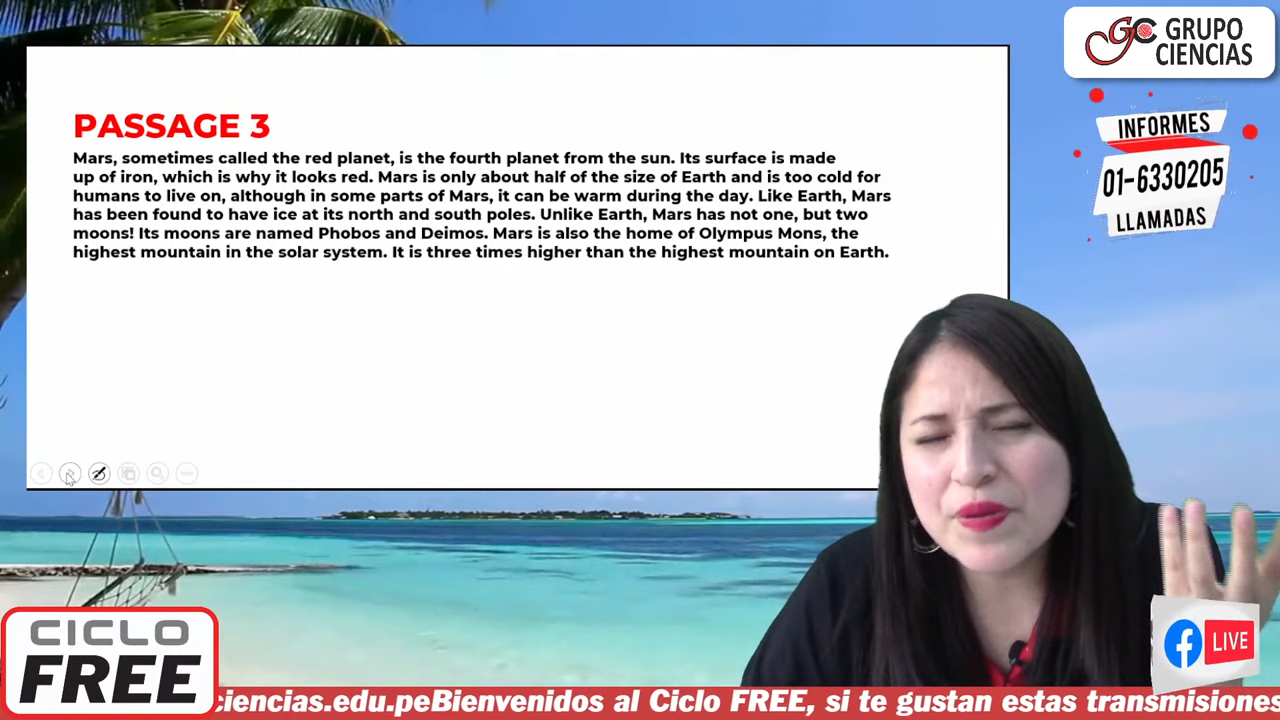 GRUPO
CIENCIAS
INFORMES
01-6330205
LLAMADAS
PASSAGE 3
Mars, sometimes called the red planet, is the fourth planet from the sun. Its surface is made
up of iron, which is why it looks red. Mars is only about half of the size of Earth and is too cold for
humans to live on, although in some parts of Mars, it can be warm during the day. Like Earth, Mars
has been found to have ice at its north and south poles. Unlike Earth, Mars has not one, but two
moons! Its moons are named Phobos and Deimos. Mars is also the home of Olympus Mons, the
highest mountain in the solar system. It is three times higher than the highest mountain on Earth.
LIVE
CICLO
FREE
ciencias.edu.peBienvenidos al Ciclo FREE, si te gustan estas transmisiones